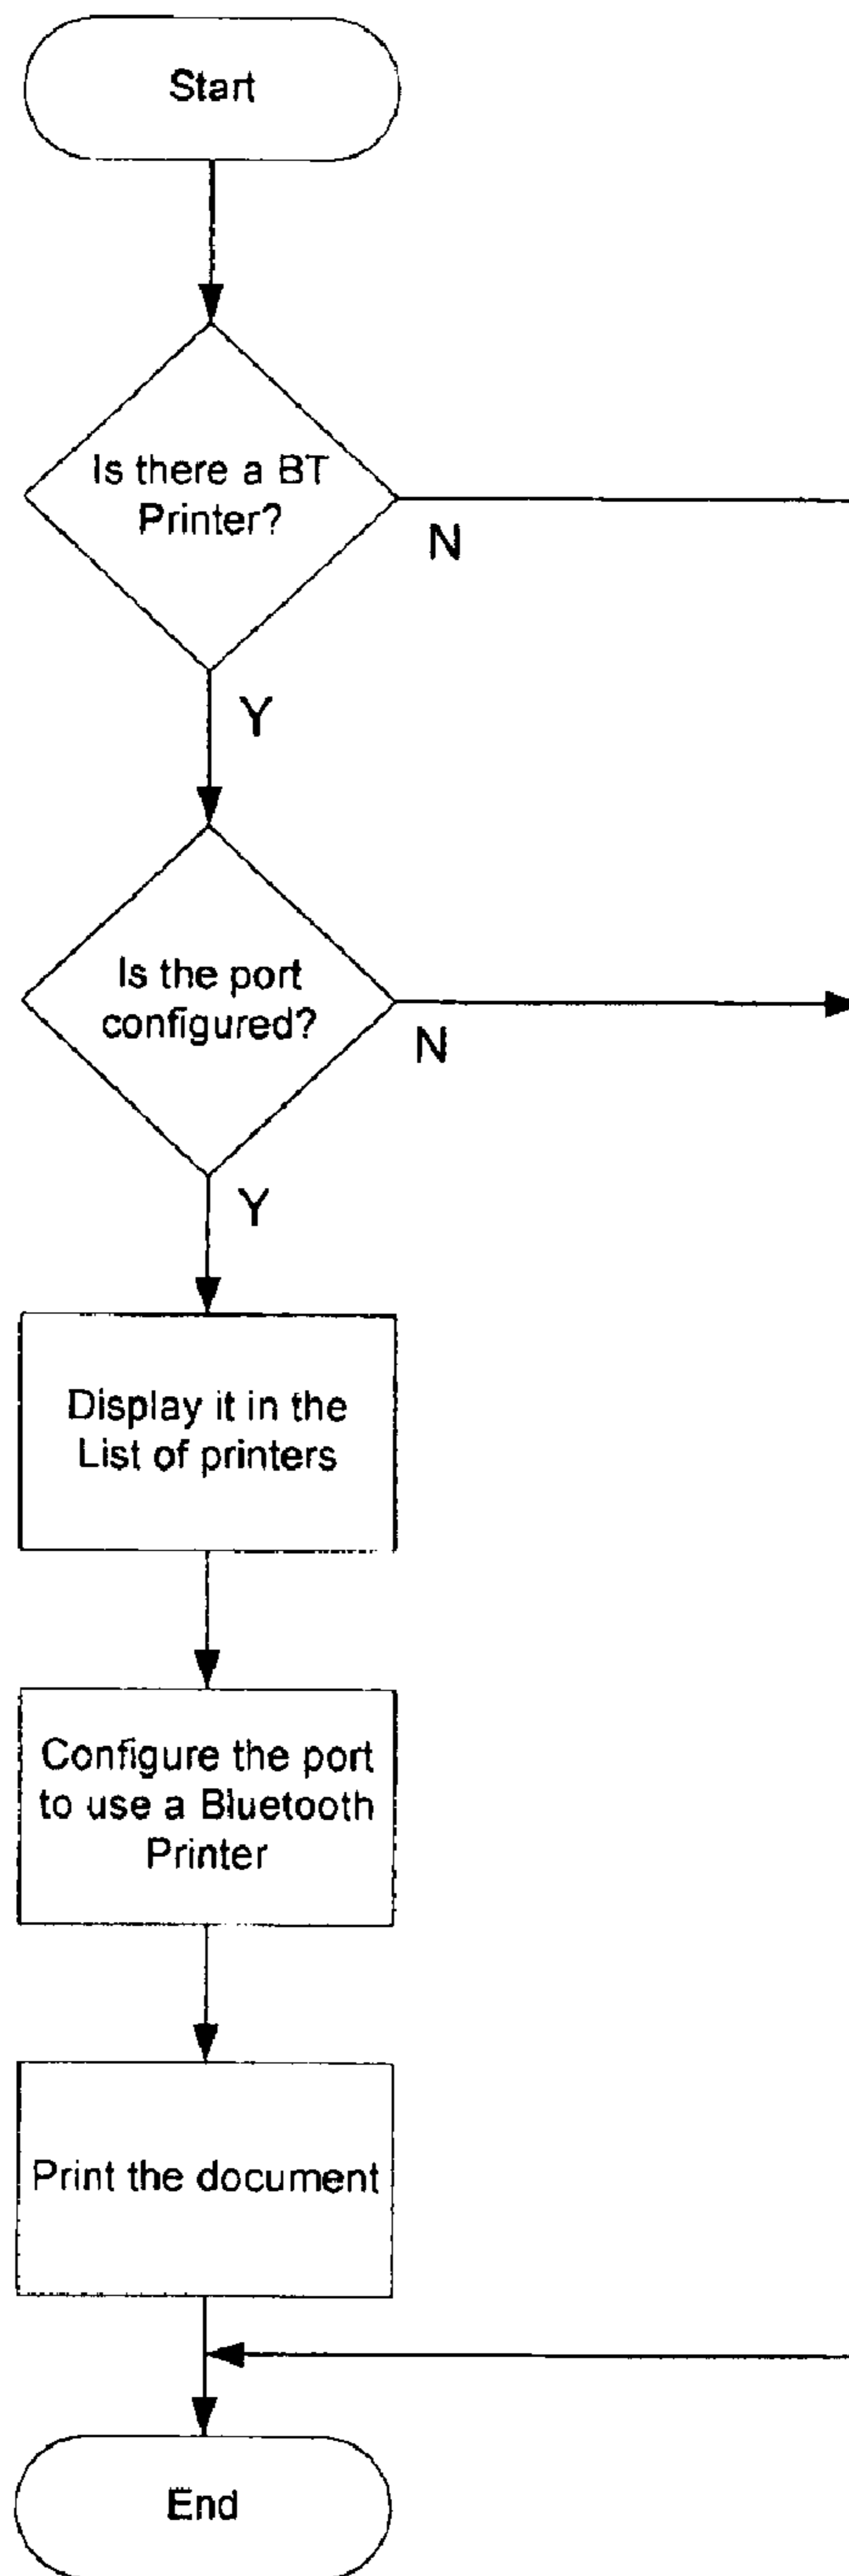 Start
Is there a BT
Printer?
N
Y
Is the port
configured?
N
Y
Display it in the
List of printers
Configure the port
to use a Bluetooth
Printer
Print the document
End